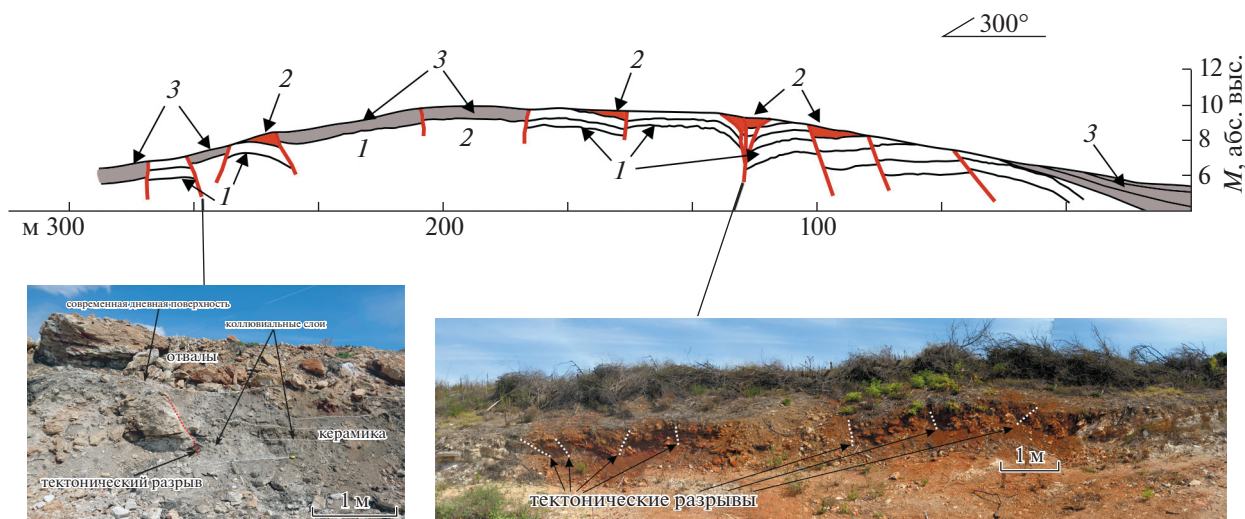 300°
3
2
3
2
2
12
10
8
6
М, абс. выс.
3
1
2
1
1
3
м 300
200
100
современная дневная поверхность
коллювиальные слои
отвалы
керамика
тектонический разрыв
1 м
тектонические разрывы
1 м